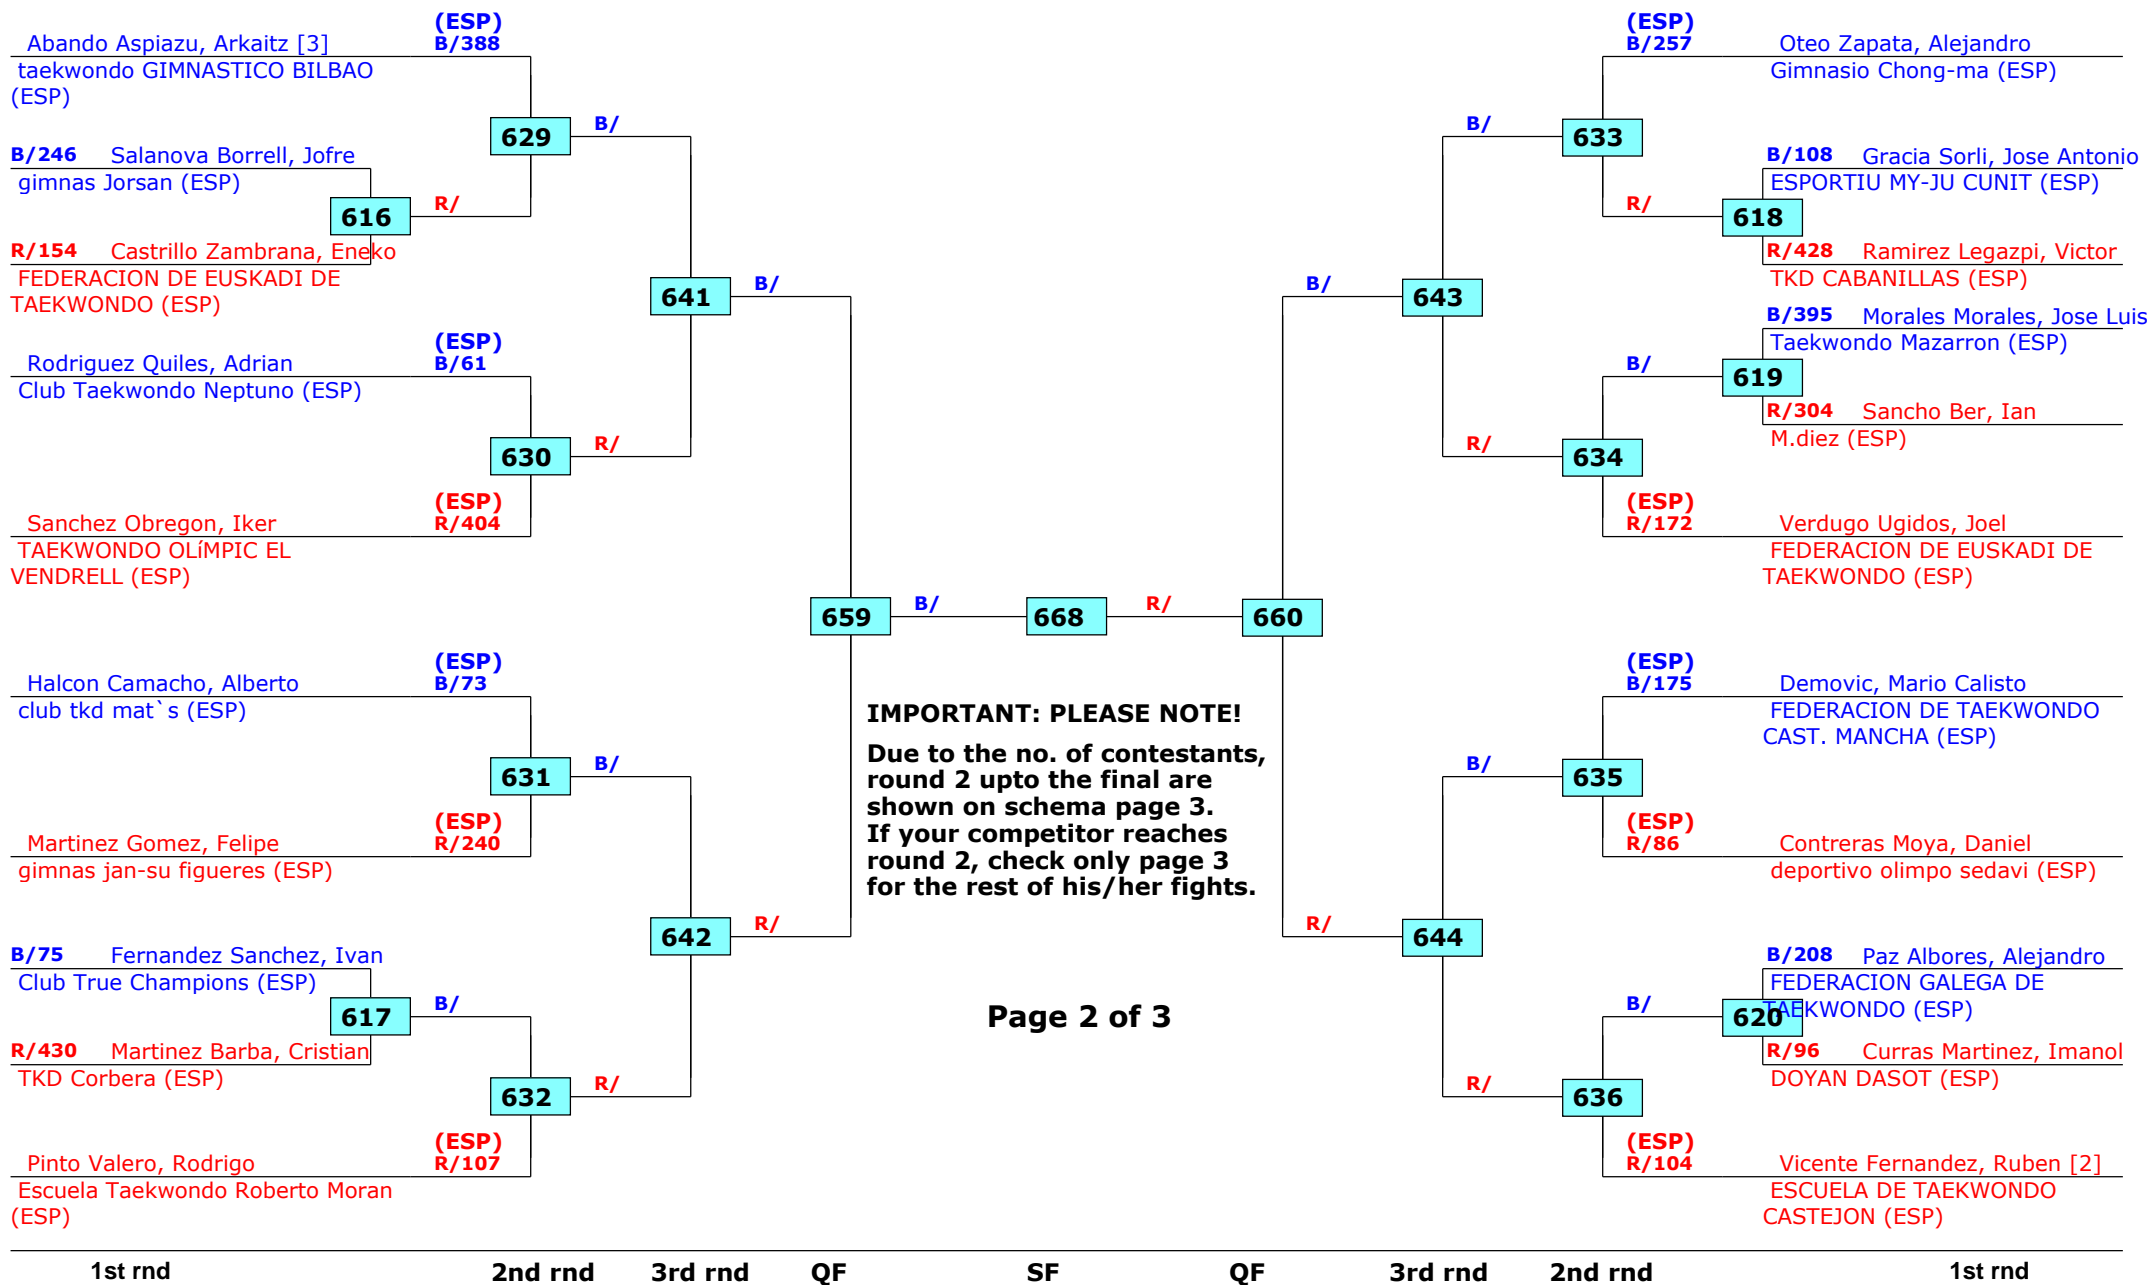 (ESP)
Abando Aspiazu, Arkaitz [3] B/388
taekwondo GIMNASTICO BILBAO
(ESP)
629
B/
B/246 Salanova Borrell, Jofre
gimnas Jorsan (ESP)
616
R/
R/154 Castrillo Zambrana, Eneko
FEDERACION DE EUSKADI DE
TAEKWONDO (ESP)
641
B/
(ESP)
Rodriguez Quiles, Adrian B/61
Club Taekwondo Neptuno (ESP)
630
R/
(ESP)
Sanchez Obregon, Iker R/404
TAEKWONDO OLíMPIC EL
VENDRELL (ESP)
659
B/
668
R/
660
(ESP)
Halcon Camacho, Alberto B/73
club tkd mat`s (ESP)
631
B/
(ESP)
Martinez Gomez, Felipe R/240
gimnas jan-su figueres (ESP)
642
R/
B/75 Fernandez Sanchez, Ivan
Club True Champions (ESP)
617
B/
R/430 Martinez Barba, Cristian
TKD Corbera (ESP)
632
R/
(ESP)
Pinto Valero, Rodrigo R/107
Escuela Taekwondo Roberto Moran
(ESP)
IMPORTANT: PLEASE NOTE!
Due to the no. of contestants,
round 2 upto the final are
shown on schema page 3.
If your competitor reaches
round 2, check only page 3
for the rest of his/her fights.
Page 2 of 3
(ESP)
B/257 Oteo Zapata, Alejandro
Gimnasio Chong-ma (ESP)
B/
633
B/108 Gracia Sorli, Jose Antonio
ESPORTIU MY-JU CUNIT (ESP)
R/
618
R/428 Ramirez Legazpi, Victor
TKD CABANILLAS (ESP)
B/
643
B/395 Morales Morales, Jose Luis
Taekwondo Mazarron (ESP)
B/
619
R/304 Sancho Ber, Ian
M.diez (ESP)
R/
634
(ESP)
R/172 Verdugo Ugidos, Joel
FEDERACION DE EUSKADI DE
TAEKWONDO (ESP)
(ESP)
B/175 Demovic, Mario Calisto
FEDERACION DE TAEKWONDO
CAST. MANCHA (ESP)
B/
635
(ESP)
R/86 Contreras Moya, Daniel
deportivo olimpo sedavi (ESP)
R/
644
B/208 Paz Albores, Alejandro
FEDERACION GALEGA DE
TAEKWONDO (ESP)
B/
620
R/96 Curras Martinez, Imanol
DOYAN DASOT (ESP)
R/
636
(ESP)
R/104 Vicente Fernandez, Ruben [2]
ESCUELA DE TAEKWONDO
CASTEJON (ESP)
1st rnd 2nd rnd 3rd rnd QF SF QF 3rd rnd 2nd rnd 1st rnd